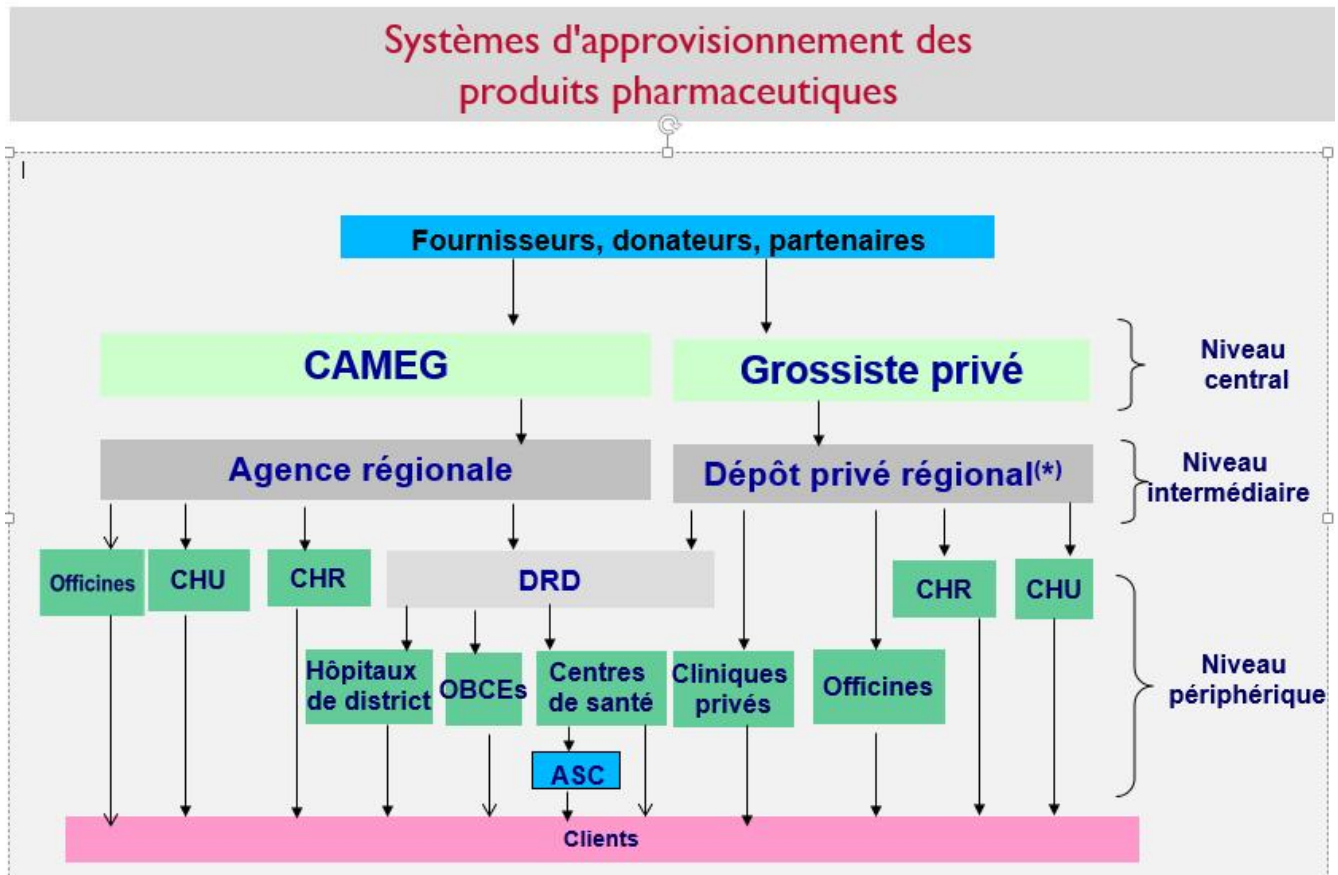 Systèmes d'approvisionnement des
produits pharmaceutiques
Fournisseurs, donateurs, partenaires
CAMEG
Grossiste privé
Niveau
central
Agence régionale
Dépôt privé régional(*)
Niveau
intermédiaire
Officines
CHU
CHR
DRD
CHR
CHU
Hôpitaux
de district
OBCEs
Centres
de santé
Cliniques
privés
Officines
Niveau
périphérique
ASC
Clients